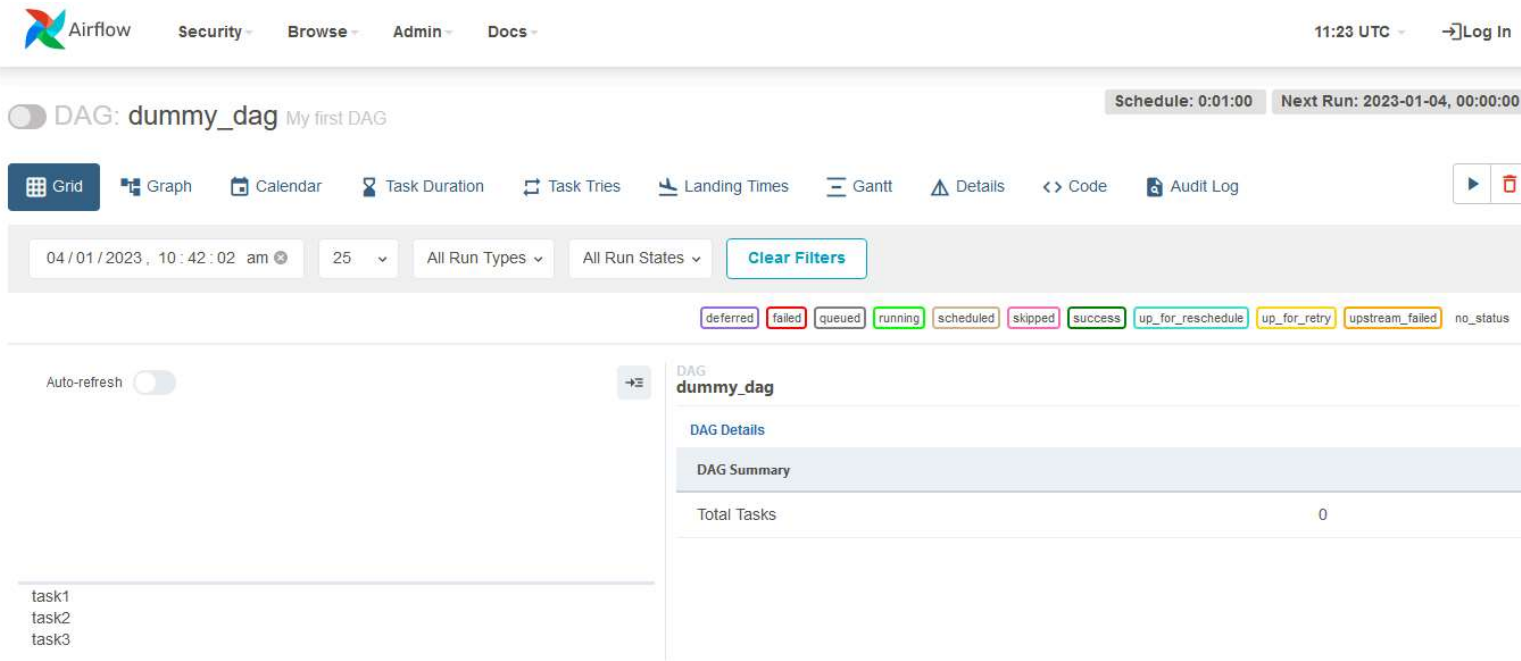 Airflow Security Browse Admin Docs 11:23 UTC Log In
DAG: dummy_dag My first DAG Schedule: 0:01:00 Next Run: 2023-01-04, 00:00:00
Grid Graph Calendar Task Duration Task Tries Landing Times Gantt Details <> Code Audit Log
04/01/2023, 10:42:02 am 25 All Run Types All Run States Clear Filters
deferred failed queued running scheduled skipped success up_for_reschedule up_for_retry upstream_failed no_status
Auto-refresh
DAG
dummy_dag
DAG Details
DAG Summary
Total Tasks 0
task1
task2
task3